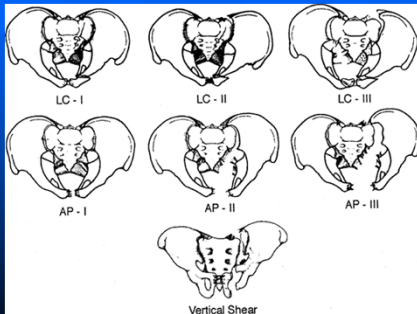 LC - I
LC - II
LC - III
AP - I
AP - II
AP - III
Vertical Shear